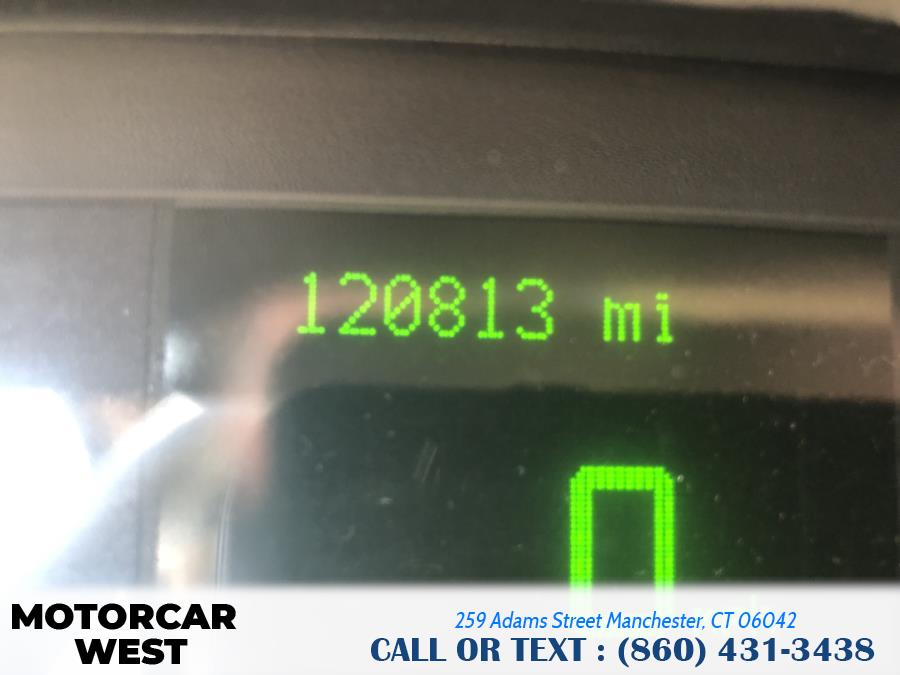 120813 mi
0
MOTORCAR
WEST
259 Adams Street Manchester, CT 06042
CALL OR TEXT : (860) 431-3438